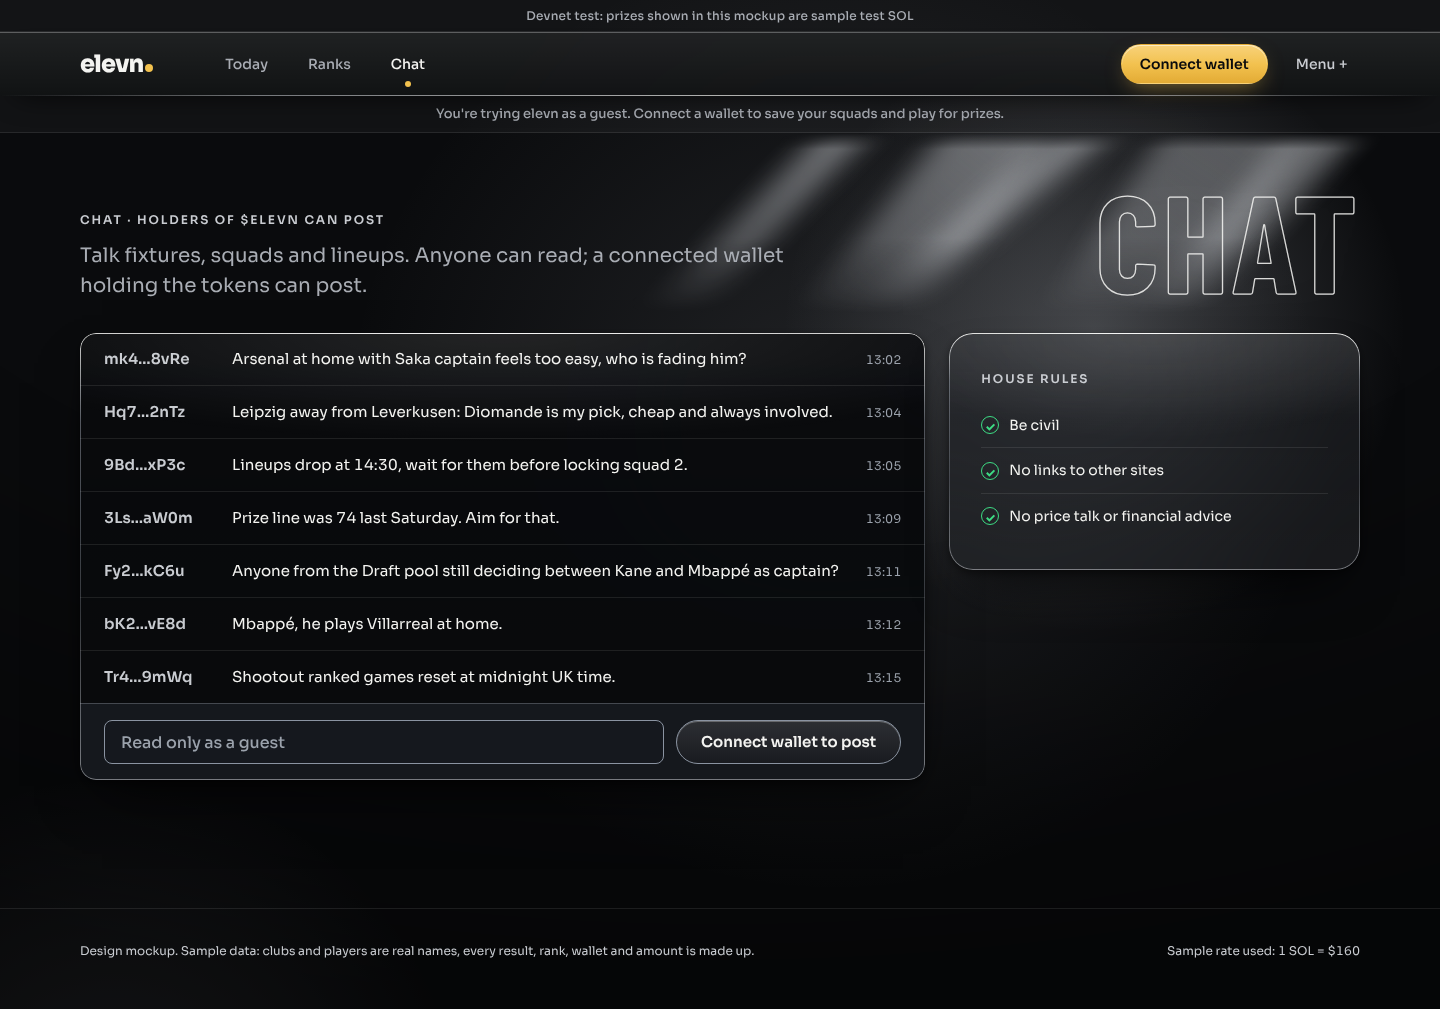 Devnet test: prizes shown in this mockup are sample test SOL
elevn.
Today
Ranks
Chat
Connect wallet
Menu +
You're trying elevn as a guest. Connect a wallet to save your squads and play for prizes.
CHAT · HOLDERS OF $ELEVN CAN POST
Talk fixtures, squads and lineups. Anyone can read; a connected wallet
holding the tokens can post.
CHAT
mk4...8vRe Arsenal at home with Saka captain feels too easy, who is fading him? 13:02
Hq7...2nTz Leipzig away from Leverkusen: Diomande is my pick, cheap and always involved. 13:04
9Bd...xP3c Lineups drop at 14:30, wait for them before locking squad 2. 13:05
3Ls...aW0m Prize line was 74 last Saturday. Aim for that. 13:09
Fy2...kC6u Anyone from the Draft pool still deciding between Kane and Mbappé as captain? 13:11
bK2...vE8d Mbappé, he plays Villarreal at home. 13:12
Tr4...9mWq Shootout ranked games reset at midnight UK time. 13:15
Read only as a guest
Connect wallet to post
HOUSE RULES
Be civil
No links to other sites
No price talk or financial advice
Design mockup. Sample data: clubs and players are real names, every result, rank, wallet and amount is made up.
Sample rate used: 1 SOL = $160